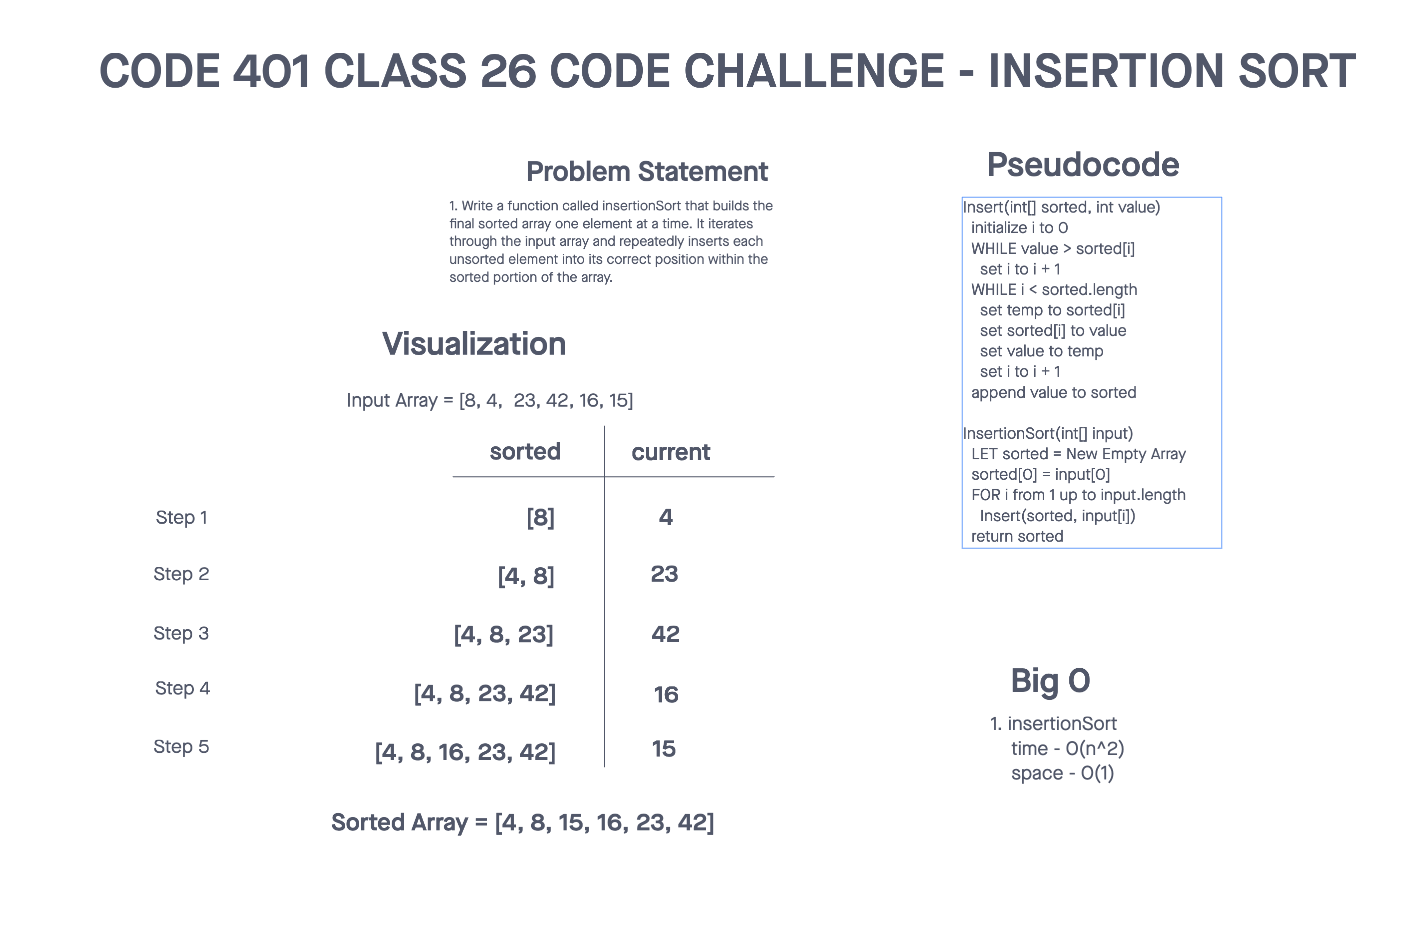 CODE 401 CLASS 26 CODE CHALLENGE - INSERTION SORT
Problem Statement
1. Write a function called insertionSort that builds the
final sorted array one element at a time. It iterates
through the input array and repeatedly inserts each
unsorted element into its correct position within the
sorted portion of the array.
Visualization
Input Array = [8, 4,  23, 42, 16, 15]
sorted current
Step 1 [8] 4
Step 2 [4, 8] 23
Step 3 [4, 8, 23] 42
Step 4 [4, 8, 23, 42] 16
Step 5 [4, 8, 16, 23, 42] 15
Sorted Array = [4, 8, 15, 16, 23, 42]
Pseudocode
Insert(int[] sorted, int value)
  initialize i to 0
  WHILE value > sorted[i]
    set i to i + 1
  WHILE i < sorted.length
    set temp to sorted[i]
    set sorted[i] to value
    set value to temp
    set i to i + 1
  append value to sorted

InsertionSort(int[] input)
  LET sorted = New Empty Array
  sorted[0] = input[0]
  FOR i from 1 up to input.length
    Insert(sorted, input[i])
  return sorted
Big O
1. insertionSort
time - O(n^2)
space - O(1)